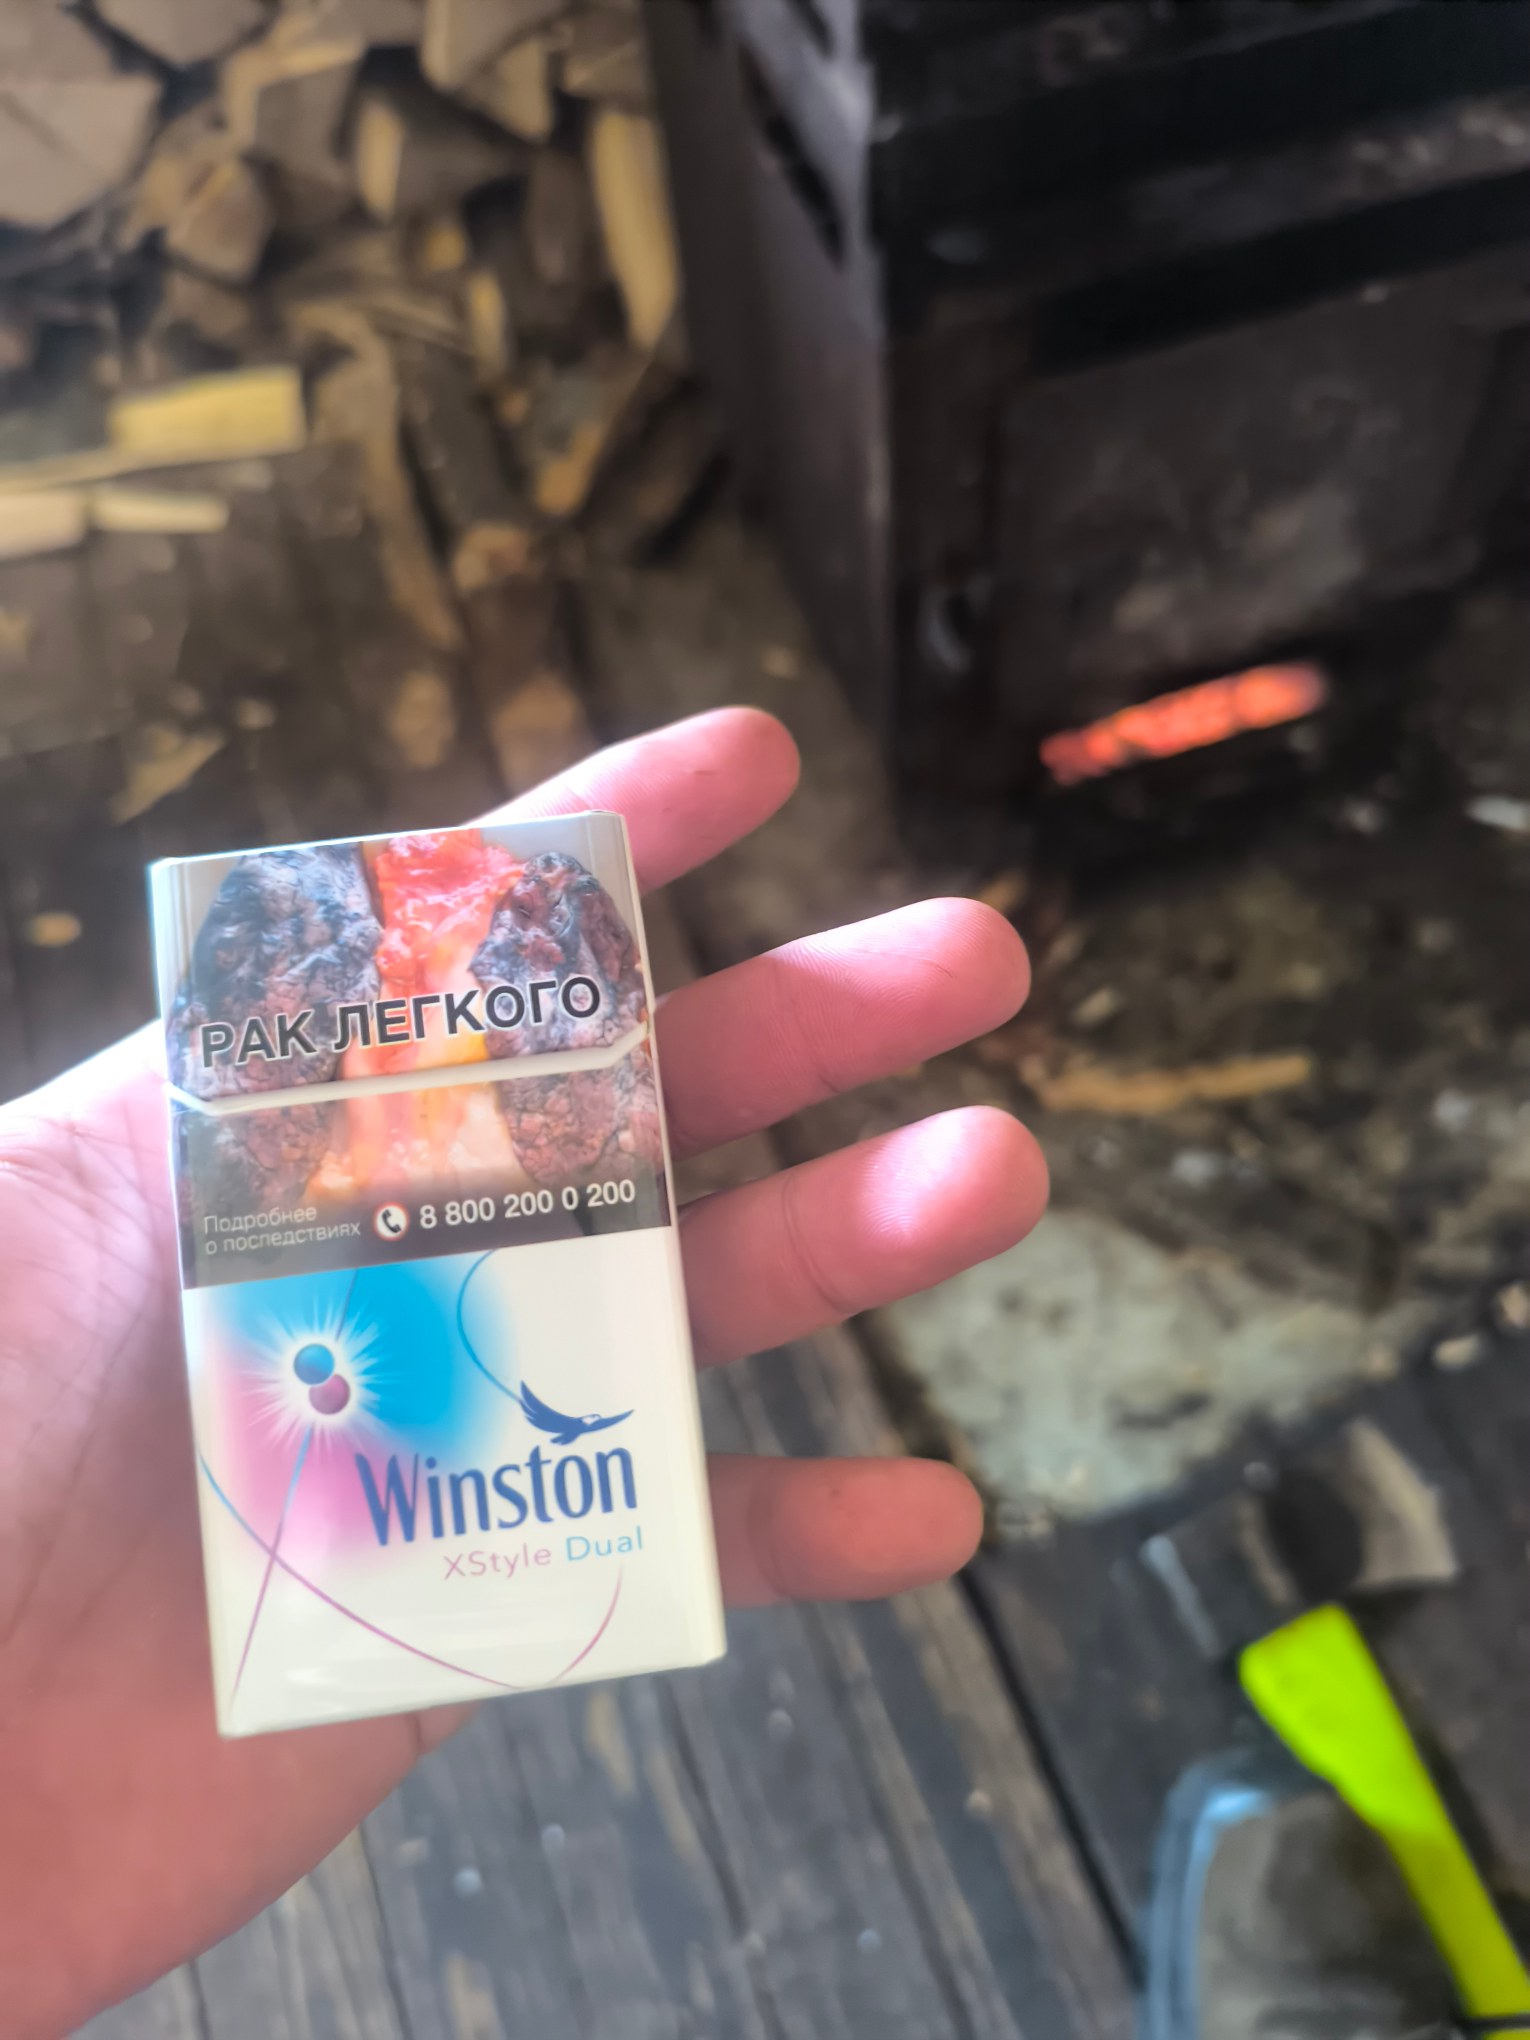 РАК ЛЕГКОГО
Подробнее
о последствиях
8 800 200 0 200
Winston
XStyle Dual